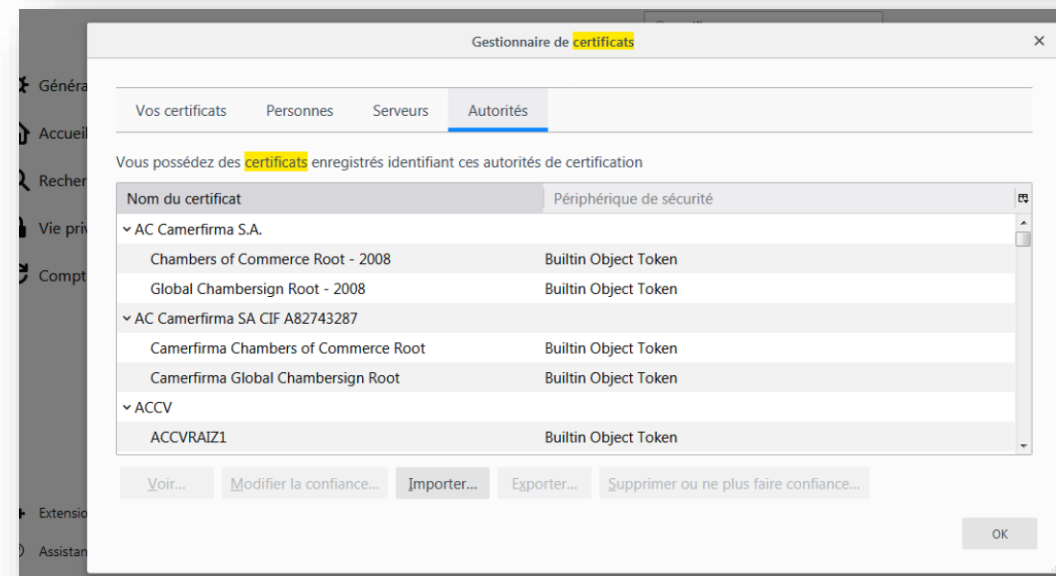 Gestionnaire de certificats
Généra
Accueil
Recher
Vie priv
Compt
Extensio
Assistan
Vos certificats Personnes Serveurs Autorités
Vous possédez des certificats enregistrés identifiant ces autorités de certification
Nom du certificat Périphérique de sécurité
AC Camerfirma S.A.
Chambers of Commerce Root - 2008 Builtin Object Token
Global Chambersign Root - 2008 Builtin Object Token
AC Camerfirma SA CIF A82743287
Camerfirma Chambers of Commerce Root Builtin Object Token
Camerfirma Global Chambersign Root Builtin Object Token
ACCV
ACCVRAIZ1 Builtin Object Token
Voir... Modifier la confiance... Importer... Exporter... Supprimer ou ne plus faire confiance...
OK